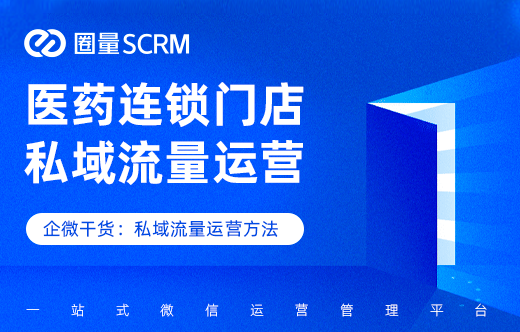 圈量SCRM
医药连锁门店
私域流量运营
企微干货：私域流量运营方法
一站式微信运营管理平台